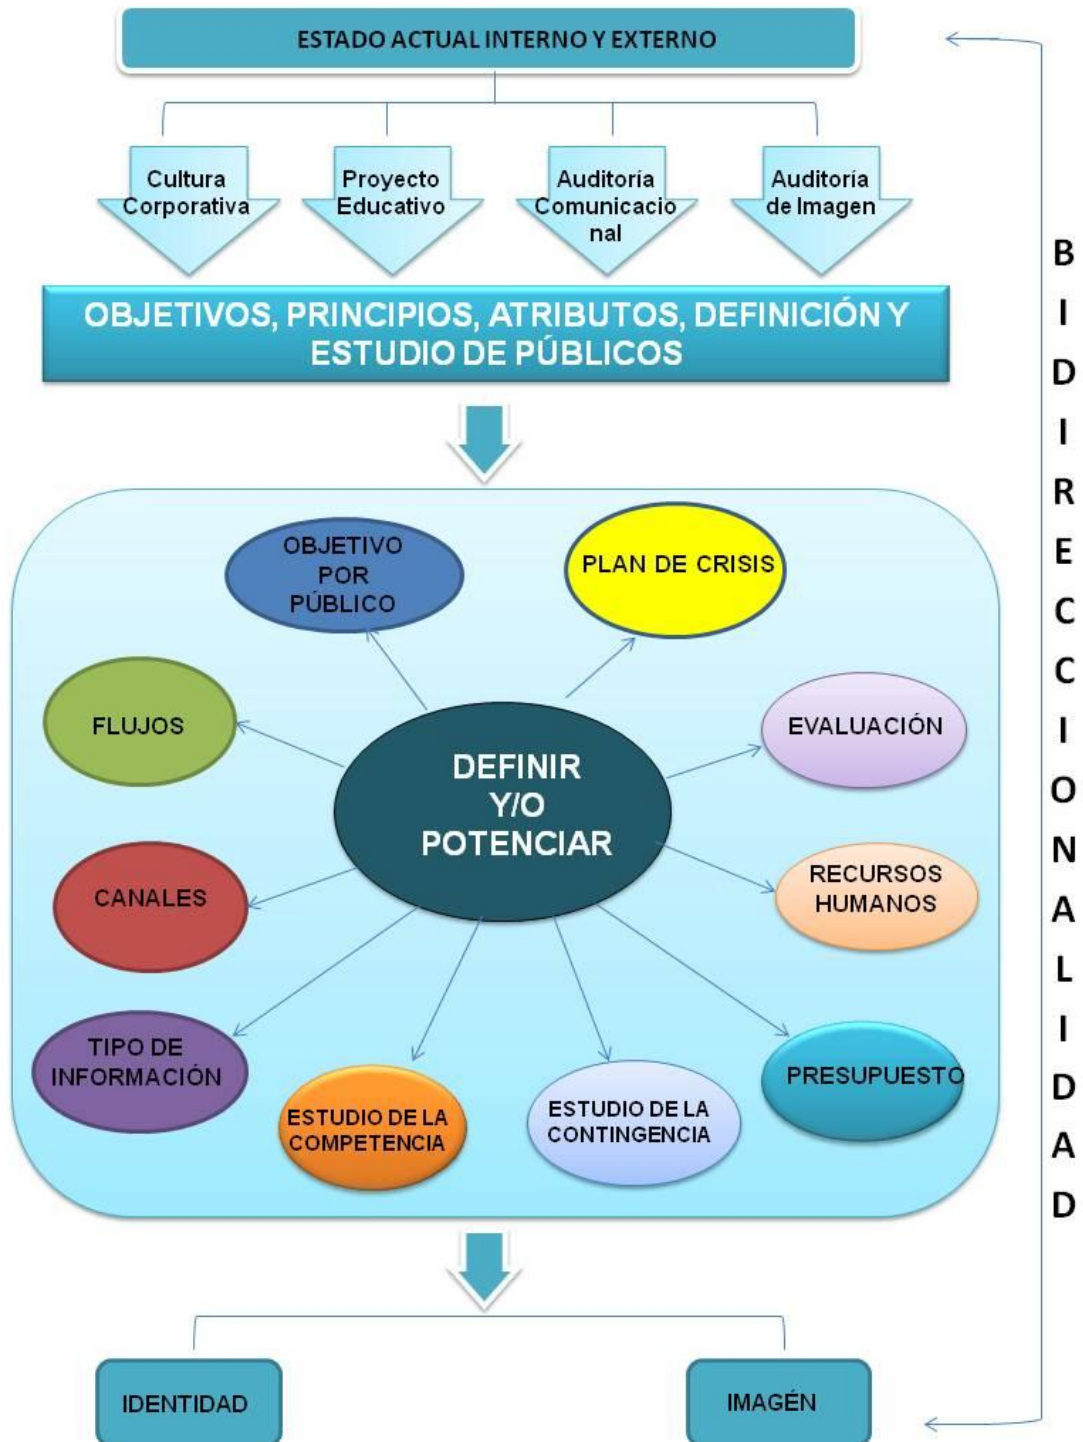 ESTADO ACTUAL INTERNO Y EXTERNO
Cultura
Corporativa
Proyecto
Educativo
Auditoría
Comunicacio
nal
Auditoría
de Imagen
OBJETIVOS, PRINCIPIOS, ATRIBUTOS, DEFINICIÓN Y
ESTUDIO DE PÚBLICOS
OBJETIVO
POR
PÚBLICO
PLAN DE CRISIS
FLUJOS
EVALUACIÓN
DEFINIR
Y/O
POTENCIAR
CANALES
RECURSOS
HUMANOS
TIPO DE
INFORMACIÓN
PRESUPUESTO
ESTUDIO DE LA
COMPETENCIA
ESTUDIO DE LA
CONTINGENCIA
IDENTIDAD
IMAGÉN
BIDIRECCIONALIDAD